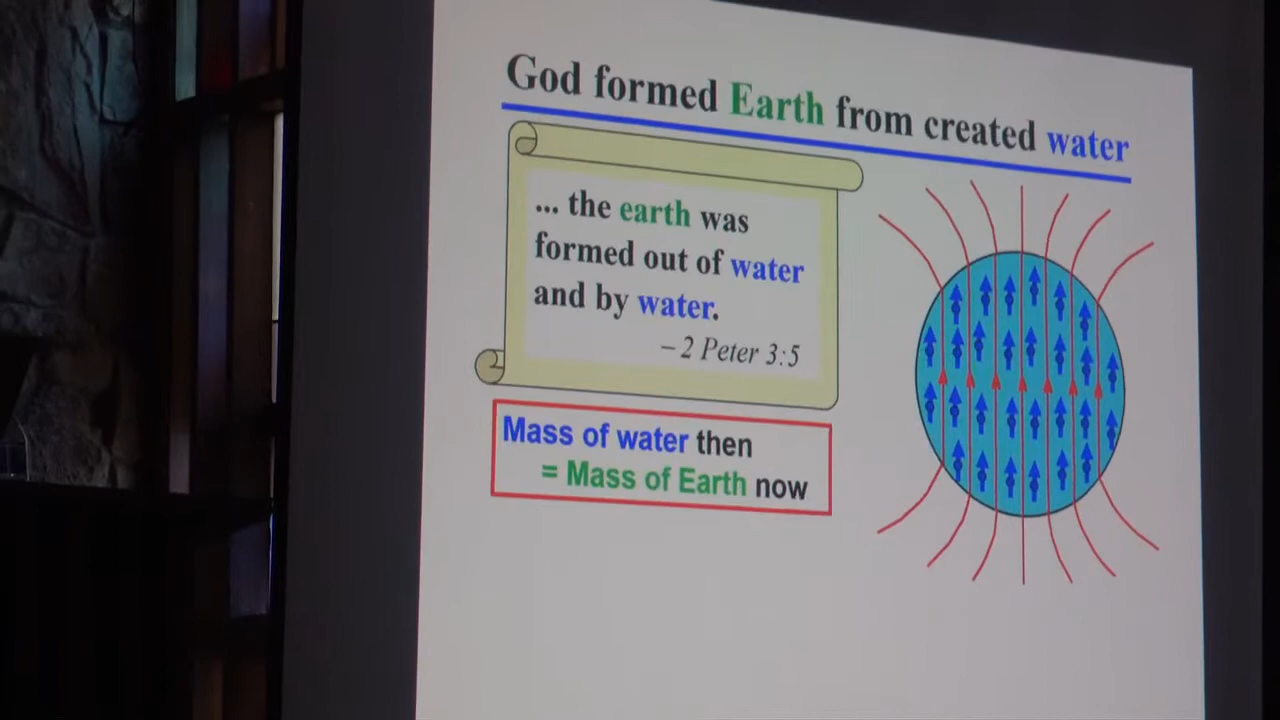 God formed Earth from created water
... the earth was
formed out of water
and by water.
– 2 Peter 3:5
Mass of water then
= Mass of Earth now